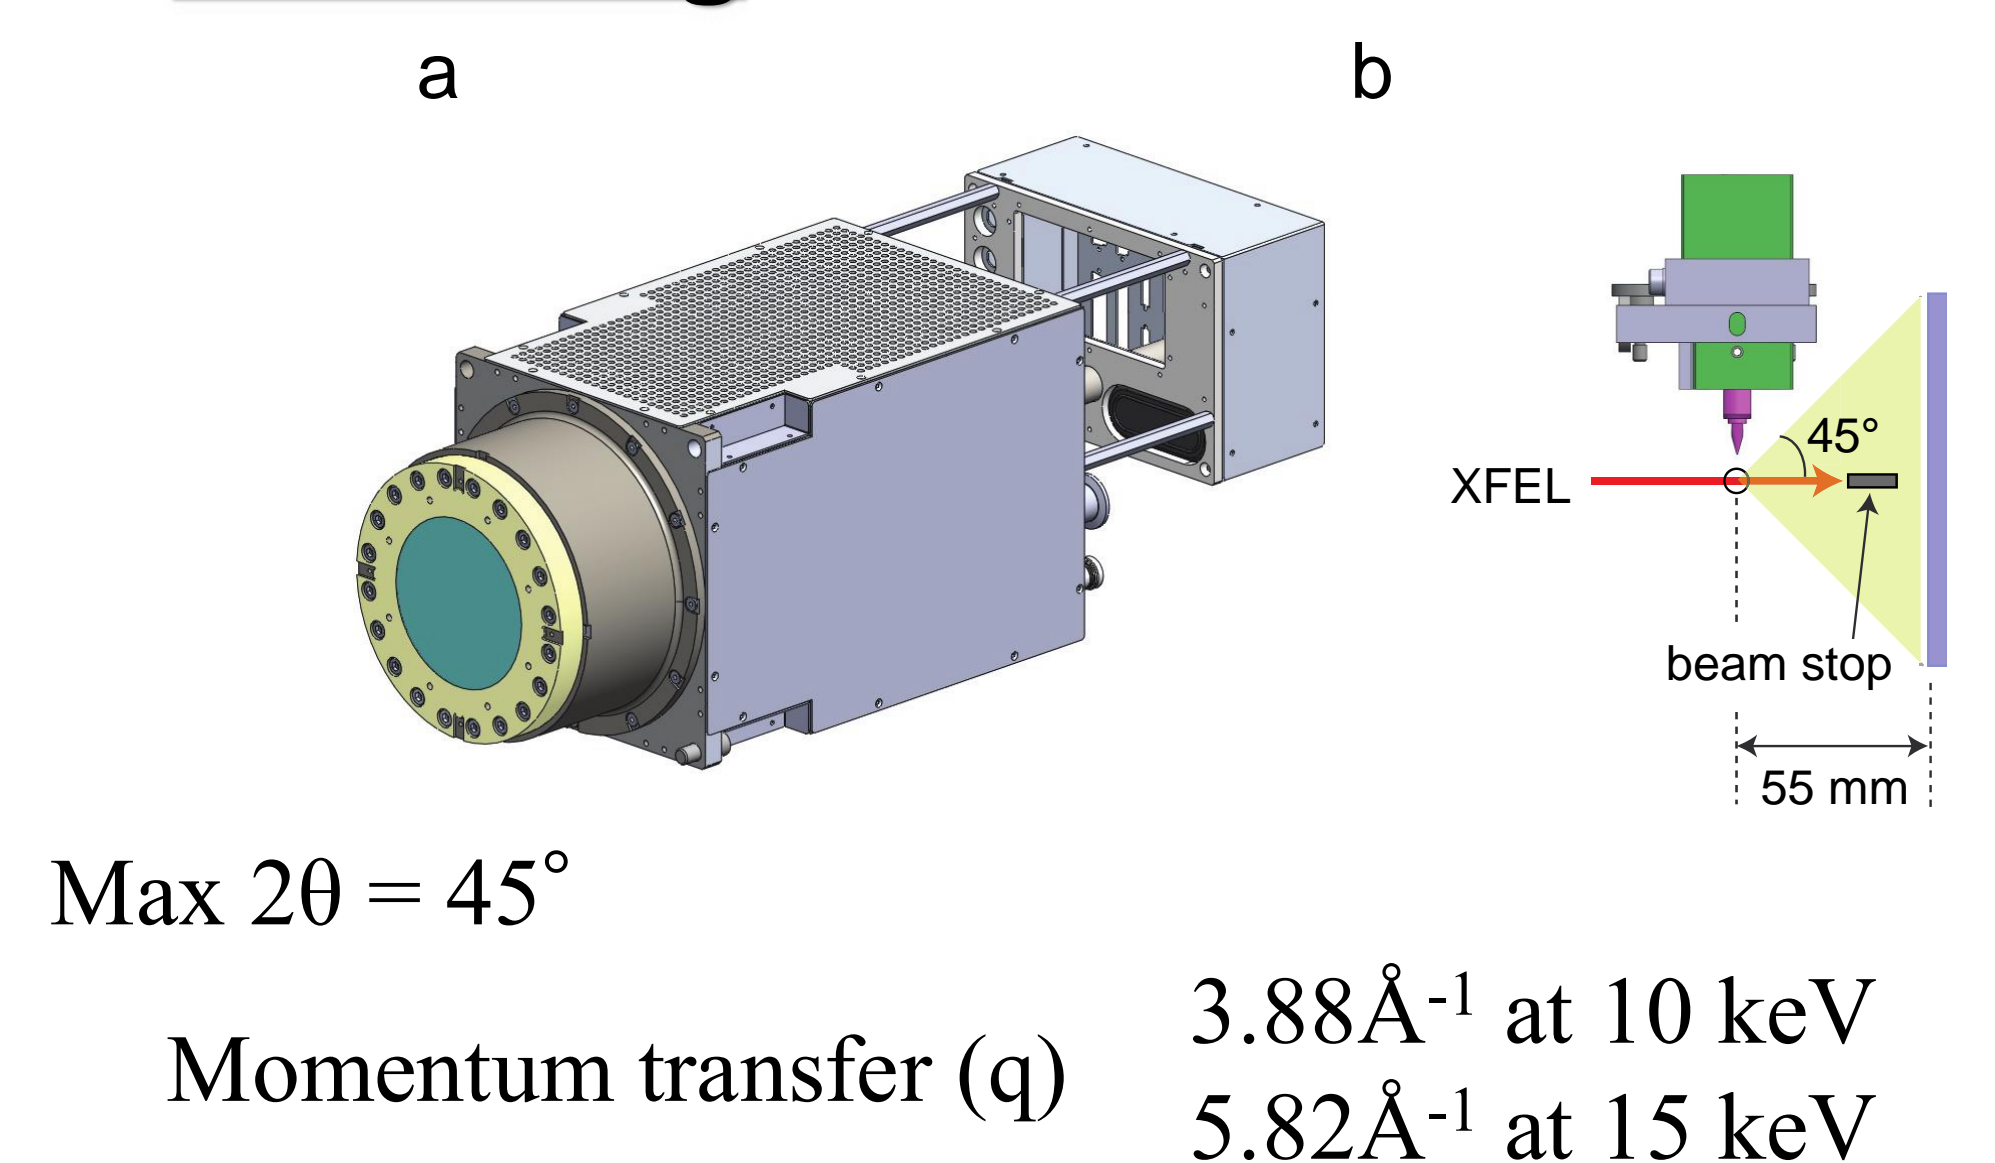 a
b
45°
XFEL
beam stop
55 mm
Max 2θ = 45°
3.88Å-1 at 10 keV
Momentum transfer (q)
5.82Å-1 at 15 keV